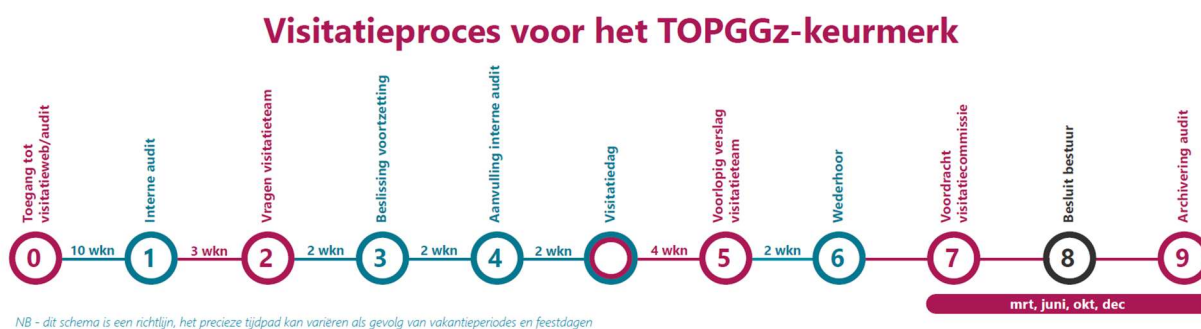 Visitatieproces voor het TOPGGz-keurmerk
Toegang tot
visitatieweb/audit
Interne audit
Vragen visitatieteam
Beslissing voortzetting
Aanvulling interne audit
Visitatiedag
Voorlopig verslag
visitatieteam
Wederhoor
Voordracht
visitatiecommissie
Besluit bestuur
Archivering audit
0
10 wkn
1
3 wkn
2
2 wkn
3
2 wkn
4
2 wkn
4 wkn
5
2 wkn
6
7
8
9
mrt, juni, okt, dec
NB - dit schema is een richtlijn, het precieze tijdpad kan variëren als gevolg van vakantieperiodes en feestdagen